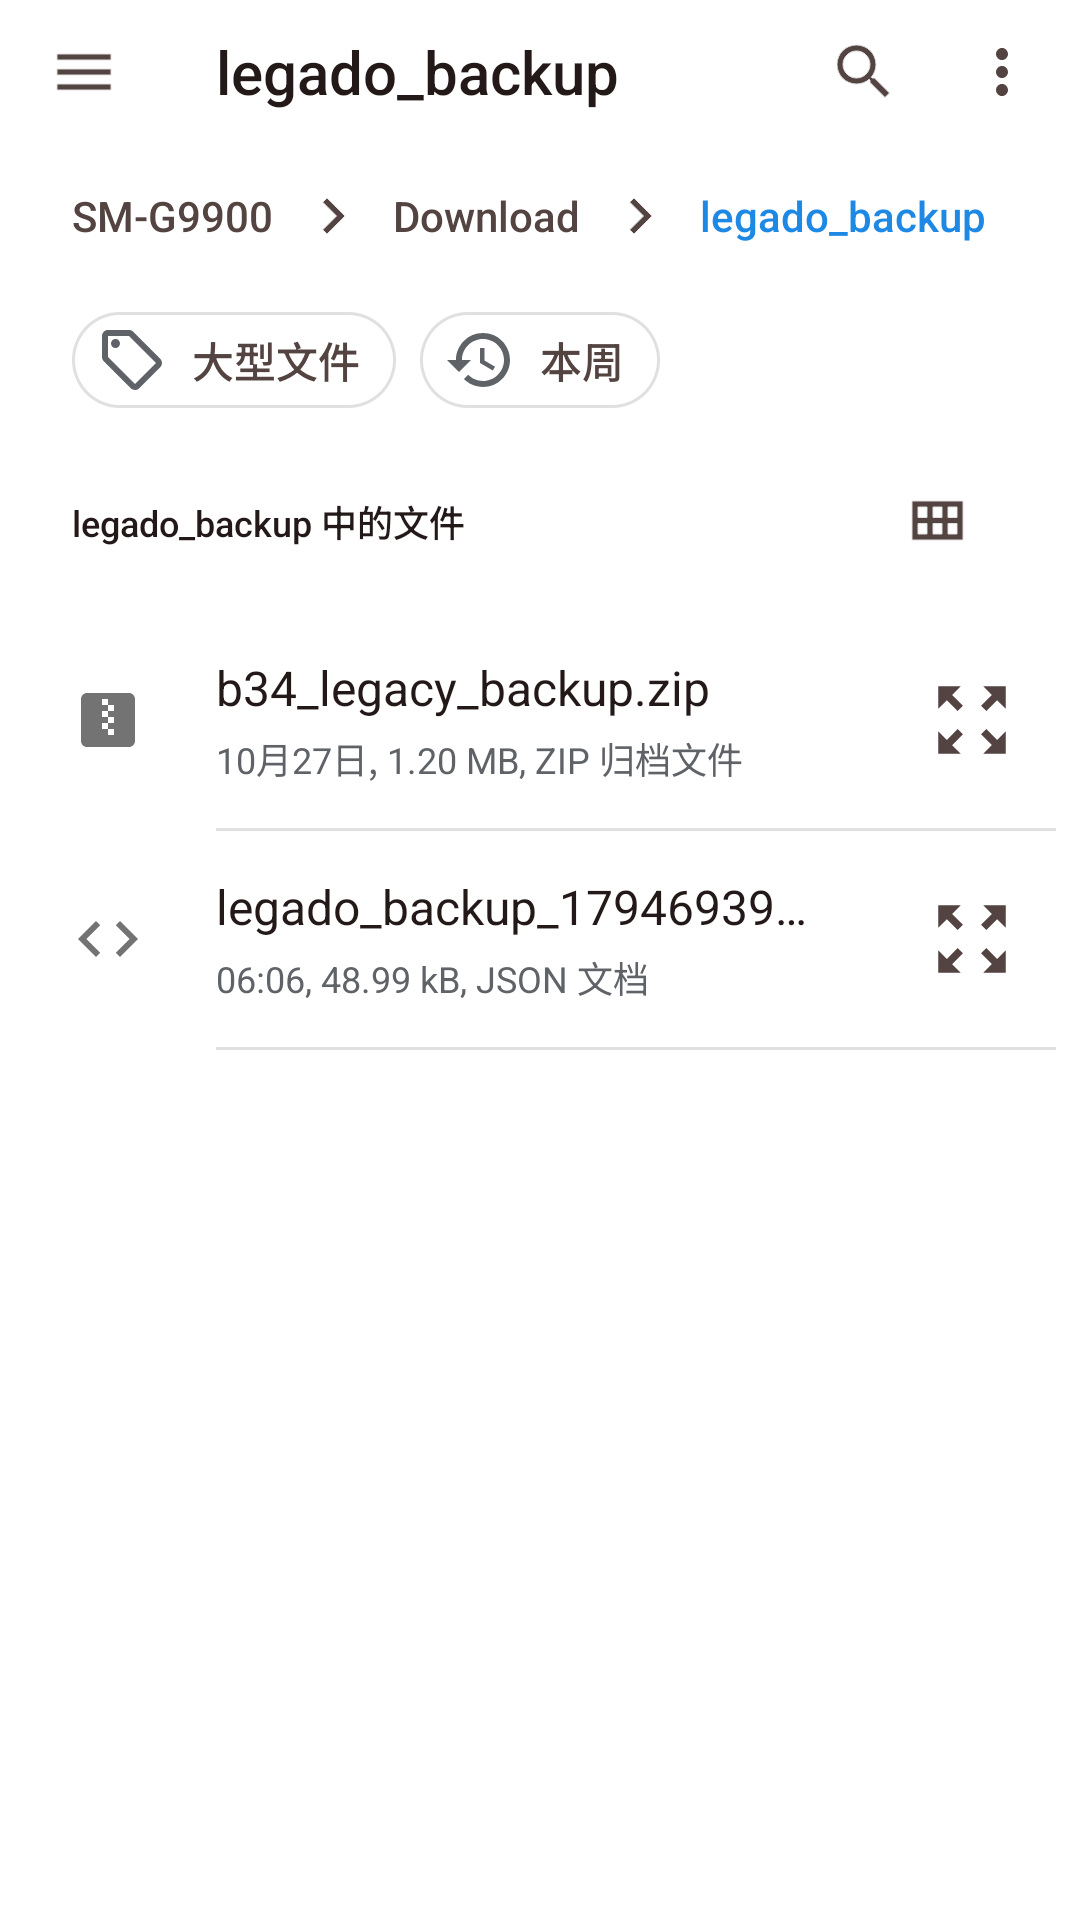 legado_backup
SM-G9900 > Download > legado_backup
大型文件 本周
legado_backup 中的文件
b34_legacy_backup.zip
10月27日, 1.20 MB, ZIP 归档文件
legado_backup_17946939...
06:06, 48.99 kB, JSON 文档